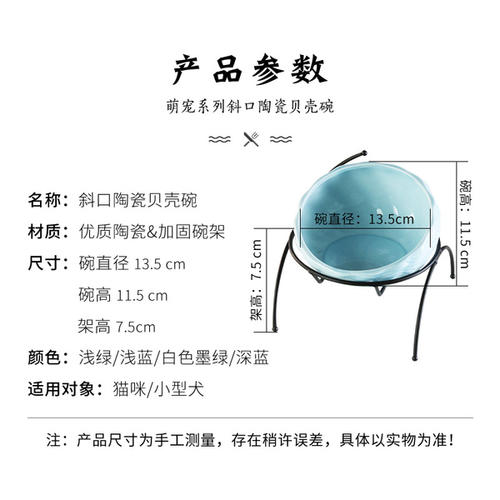 产品参数
萌宠系列斜口陶瓷贝壳碗
名称：斜口陶瓷贝壳碗
材质：优质陶瓷&加固碗架
尺寸：碗直径 13.5 cm
碗高 11.5 cm
架高 7.5cm
颜色：浅绿/浅蓝/白色墨绿/深蓝
适用对象：猫咪/小型犬
碗直径：13.5cm
架高：7.5 cm
碗高：11.5cm
注：产品尺寸为手工测量，存在稍许误差，具体以实物为准！